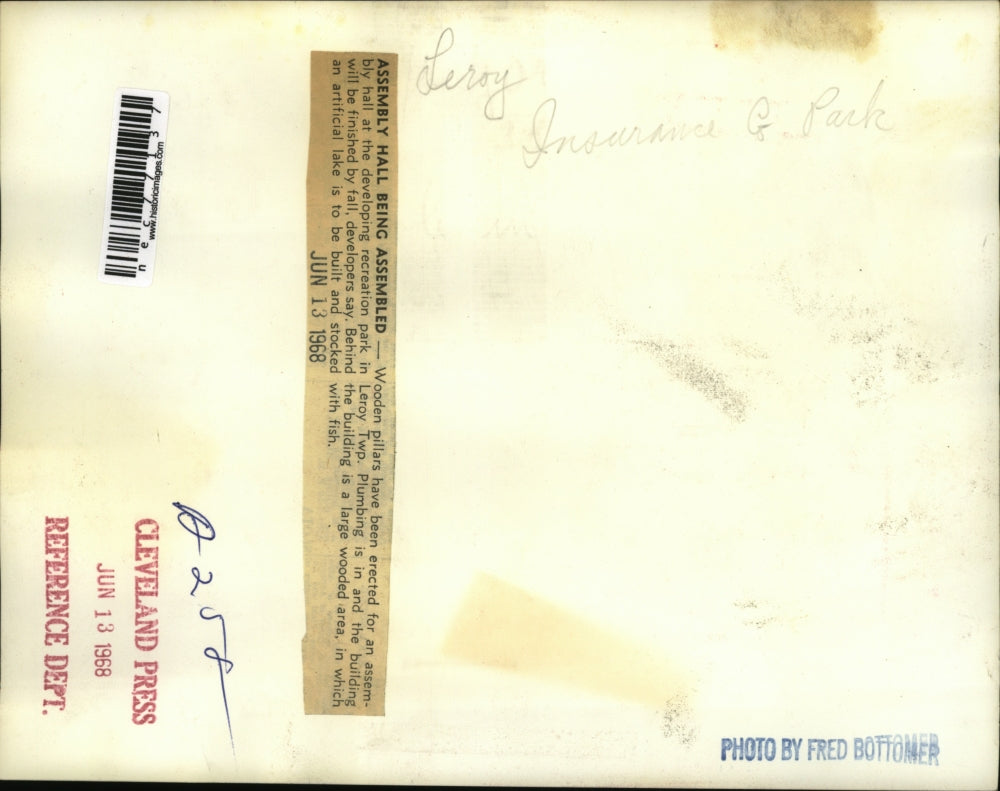 Leroy
Insurance Co Park
ASSEMBLY HALL BEING ASSEMBLED — Wooden pillars have been erected for an assem-
bly hall at the developing recreation park in Leroy Twp. Plumbing is in and the building
will be finished by fall, developers say. Behind the building is a large wooded area, in which
an artificial lake is to be built and stocked with fish.
JUN 13 1968
www.historicimages.com
nec77137
CLEVELAND PRESS
JUN 13 1968
REFERENCE DEPT.
PHOTO BY FRED BOTTOMER